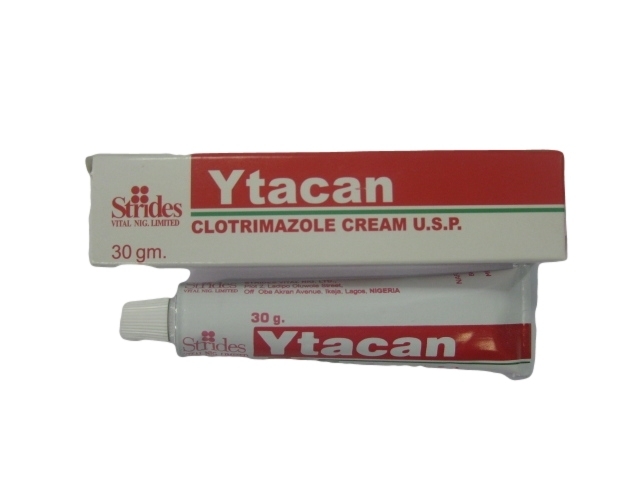 Ytacan
Strides
VITAL NIG. LIMITED
CLOTRIMAZOLE CREAM U.S.P.
30 gm.
Strides
Off Oba Akran Avenue, Ikeja, Lagos, NIGERIA
30 g.
Ytacan
Strides